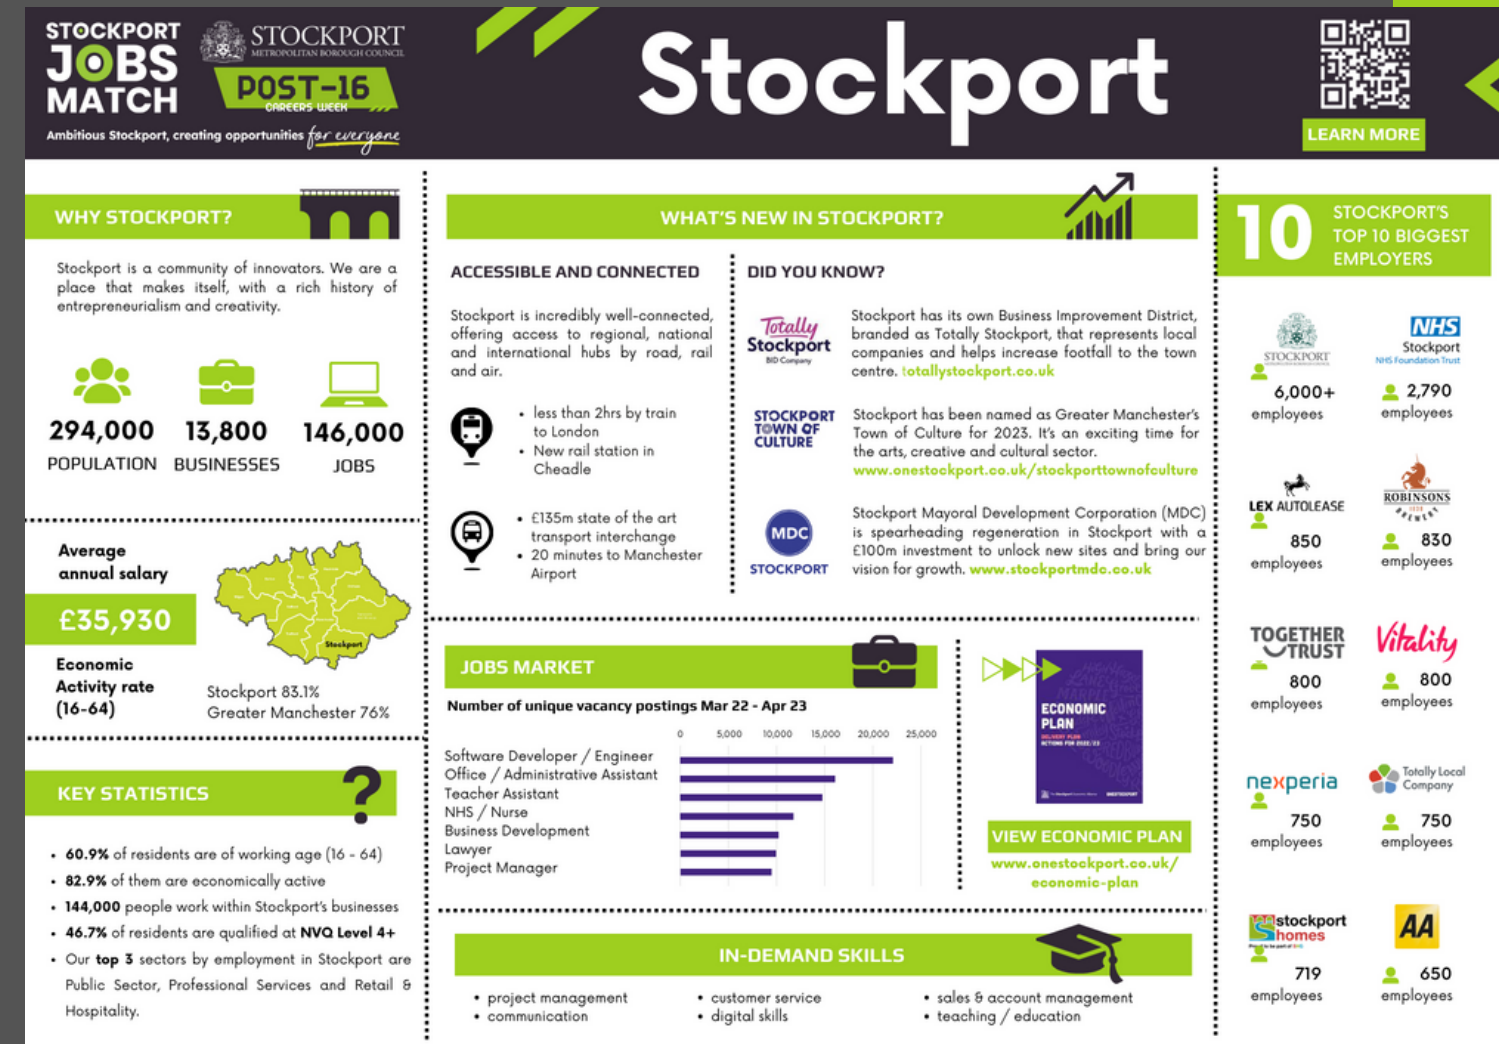 STOCKPORT
JOBS
MATCH
STOCKPORT
METROPOLITAN BOROUGH COUNCIL
POST-16
CAREERS WEEK
Ambitious Stockport, creating opportunities for everyone
Stockport
LEARN MORE
WHY STOCKPORT?
Stockport is a community of innovators. We are a
place that makes itself, with a rich history of
entrepreneurialism and creativity.
294,000
POPULATION
13,800
BUSINESSES
146,000
JOBS
Average
annual salary
£35,930
Economic
Activity rate
(16-64)
Stockport
Stockport 83.1%
Greater Manchester 76%
KEY STATISTICS
• 60.9% of residents are of working age (16 - 64)
• 82.9% of them are economically active
• 144,000 people work within Stockport's businesses
• 46.7% of residents are qualified at NVQ Level 4+
• Our top 3 sectors by employment in Stockport are
Public Sector, Professional Services and Retail &
Hospitality.
WHAT'S NEW IN STOCKPORT?
ACCESSIBLE AND CONNECTED
Stockport is incredibly well-connected,
offering access to regional, national
and international hubs by road, rail
and air.
• less than 2hrs by train
to London
• New rail station in
Cheadle
• £135m state of the art
transport interchange
• 20 minutes to Manchester
Airport
DID YOU KNOW?
Totally
Stockport
BID Company
Stockport has its own Business Improvement District,
branded as Totally Stockport, that represents local
companies and helps increase footfall to the town
centre. totallystockport.co.uk
STOCKPORT
TOWN OF
CULTURE
Stockport has been named as Greater Manchester's
Town of Culture for 2023. It's an exciting time for
the arts, creative and cultural sector.
www.onestockport.co.uk/stockporttownofculture
MDC
STOCKPORT
Stockport Mayoral Development Corporation (MDC)
is spearheading regeneration in Stockport with a
£100m investment to unlock new sites and bring our
vision for growth. www.stockportmdc.co.uk
JOBS MARKET
Number of unique vacancy postings Mar 22 - Apr 23
0 5,000 10,000 15,000 20,000 25,000
Software Developer / Engineer
Office / Administrative Assistant
Teacher Assistant
NHS / Nurse
Business Development
Lawyer
Project Manager
ECONOMIC
PLAN
DELIVERY PLAN
ACTIONS FOR 2022/23
ONESTOCKPORT
VIEW ECONOMIC PLAN
www.onestockport.co.uk/
economic-plan
IN-DEMAND SKILLS
• project management
• communication
• customer service
• digital skills
• sales & account management
• teaching / education
10
STOCKPORT'S
TOP 10 BIGGEST
EMPLOYERS
STOCKPORT
6,000+
employees
NHS
Stockport
NHS Foundation Trust
2,790
employees
LEX AUTOLEASE
850
employees
ROBINSONS
1838
BREWERY
830
employees
TOGETHER
TRUST
800
employees
Vitality
800
employees
nexperia
750
employees
Totally Local
Company
750
employees
stockport
homes
719
employees
AA
650
employees